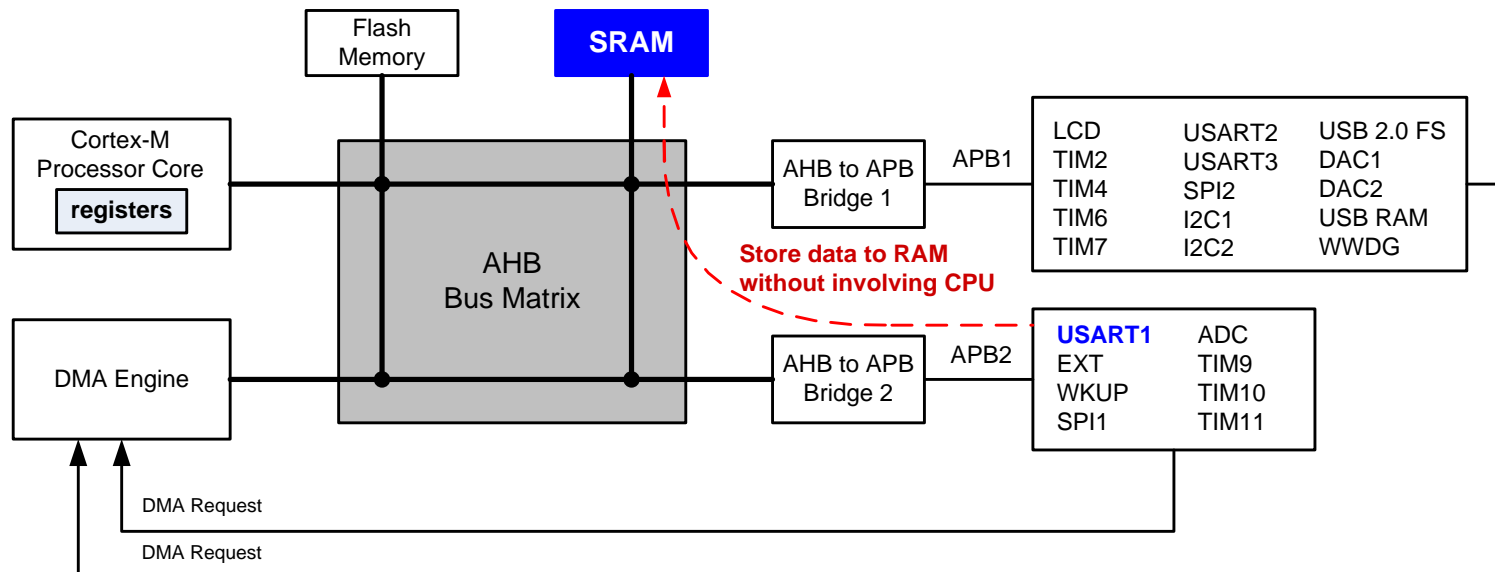 Flash
Memory
SRAM
Cortex-M
Processor Core
registers
AHB
Bus Matrix
AHB to APB
Bridge 1
APB1
LCD
TIM2
TIM4
TIM6
TIM7
USART2
USART3
SPI2
I2C1
I2C2
USB 2.0 FS
DAC1
DAC2
USB RAM
WWDG
Store data to RAM
without involving CPU
DMA Engine
AHB to APB
Bridge 2
APB2
USART1
EXT
WKUP
SPI1
ADC
TIM9
TIM10
TIM11
DMA Request
DMA Request